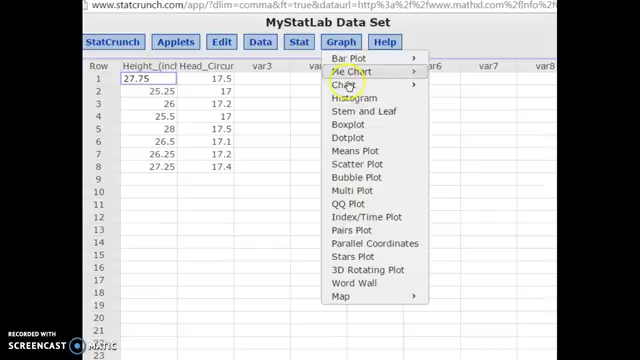 www.statcrunch.com/app/?dlim=comma&ft=true&dataurl=http%3a%2f%2fwww.mathxl.com%2fInfo%2f
MyStatLab Data Set
StatCrunch Applets Edit Data Stat Graph Help
Row Height_(inc Head_Circur var3 var6 var7 var8
1 27.75 17.5
2 25.25 17
3 26 17.2
4 25.5 17
5 28 17.5
6 26.5 17.1
7 26.25 17.2
8 27.25 17.4
9
10
11
12
13
14
15
16
17
18
19
20
21
22
23
Bar Plot
Pie Chart
Chart
Histogram
Stem and Leaf
Boxplot
Dotplot
Means Plot
Scatter Plot
Bubble Plot
Multi Plot
QQ Plot
Index/Time Plot
Pairs Plot
Parallel Coordinates
Stars Plot
3D Rotating Plot
Word Wall
Map
RECORDED WITH
SCREENCAST MATIC